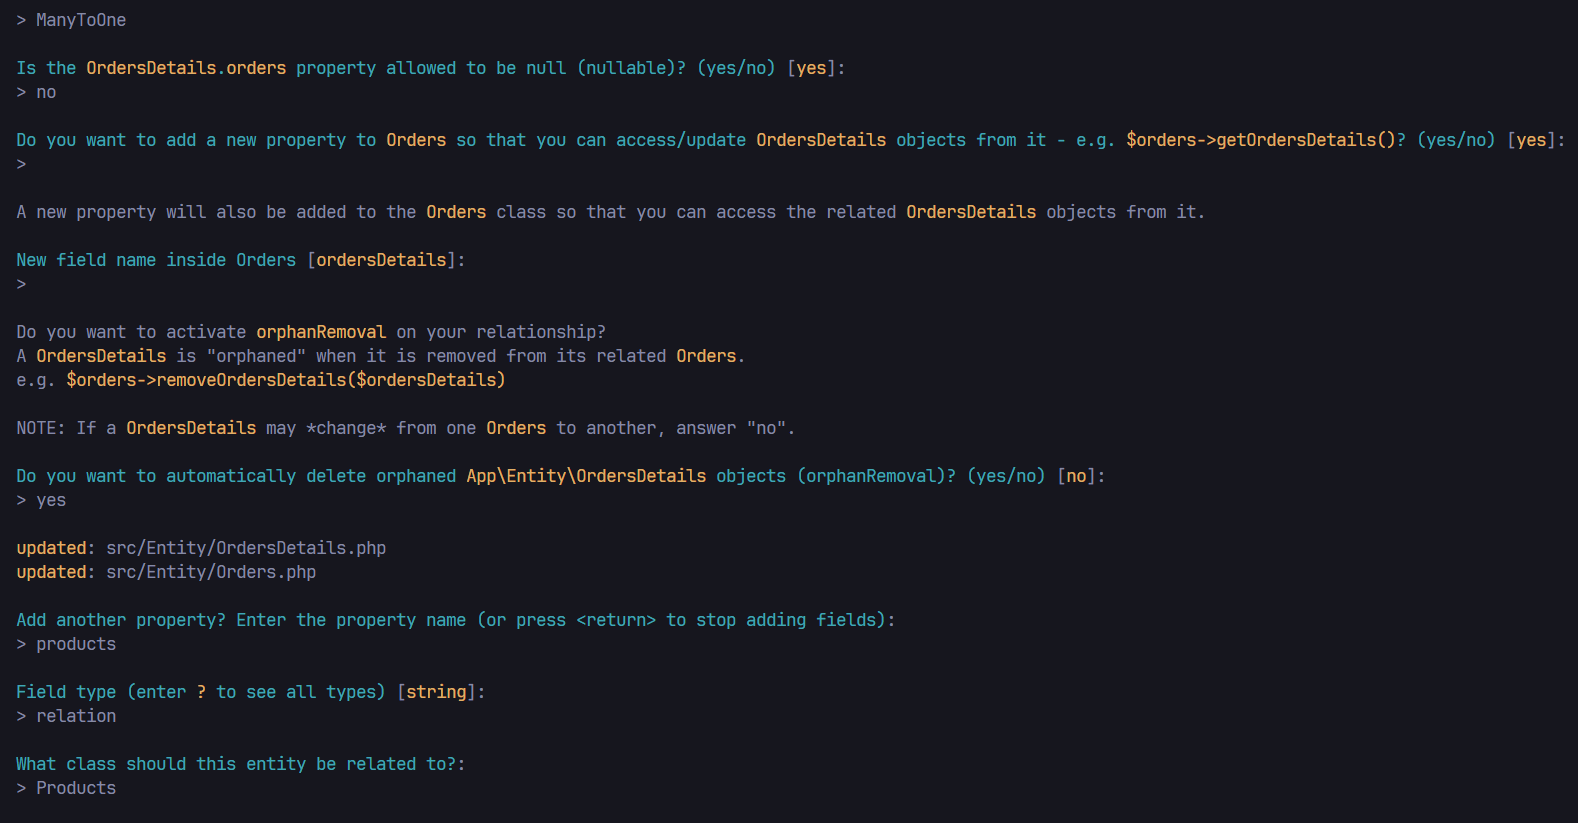 > ManyToOne
Is the OrdersDetails.orders property allowed to be null (nullable)? (yes/no) [yes]:
> no
Do you want to add a new property to Orders so that you can access/update OrdersDetails objects from it - e.g. $orders->getOrdersDetails()? (yes/no) [yes]:
>
A new property will also be added to the Orders class so that you can access the related OrdersDetails objects from it.
New field name inside Orders [ordersDetails]:
>
Do you want to activate orphanRemoval on your relationship?
A OrdersDetails is "orphaned" when it is removed from its related Orders.
e.g. $orders->removeOrdersDetails($ordersDetails)
NOTE: If a OrdersDetails may *change* from one Orders to another, answer "no".
Do you want to automatically delete orphaned App\Entity\OrdersDetails objects (orphanRemoval)? (yes/no) [no]:
> yes
updated: src/Entity/OrdersDetails.php
updated: src/Entity/Orders.php
Add another property? Enter the property name (or press <return> to stop adding fields):
> products
Field type (enter ? to see all types) [string]:
> relation
What class should this entity be related to?:
> Products